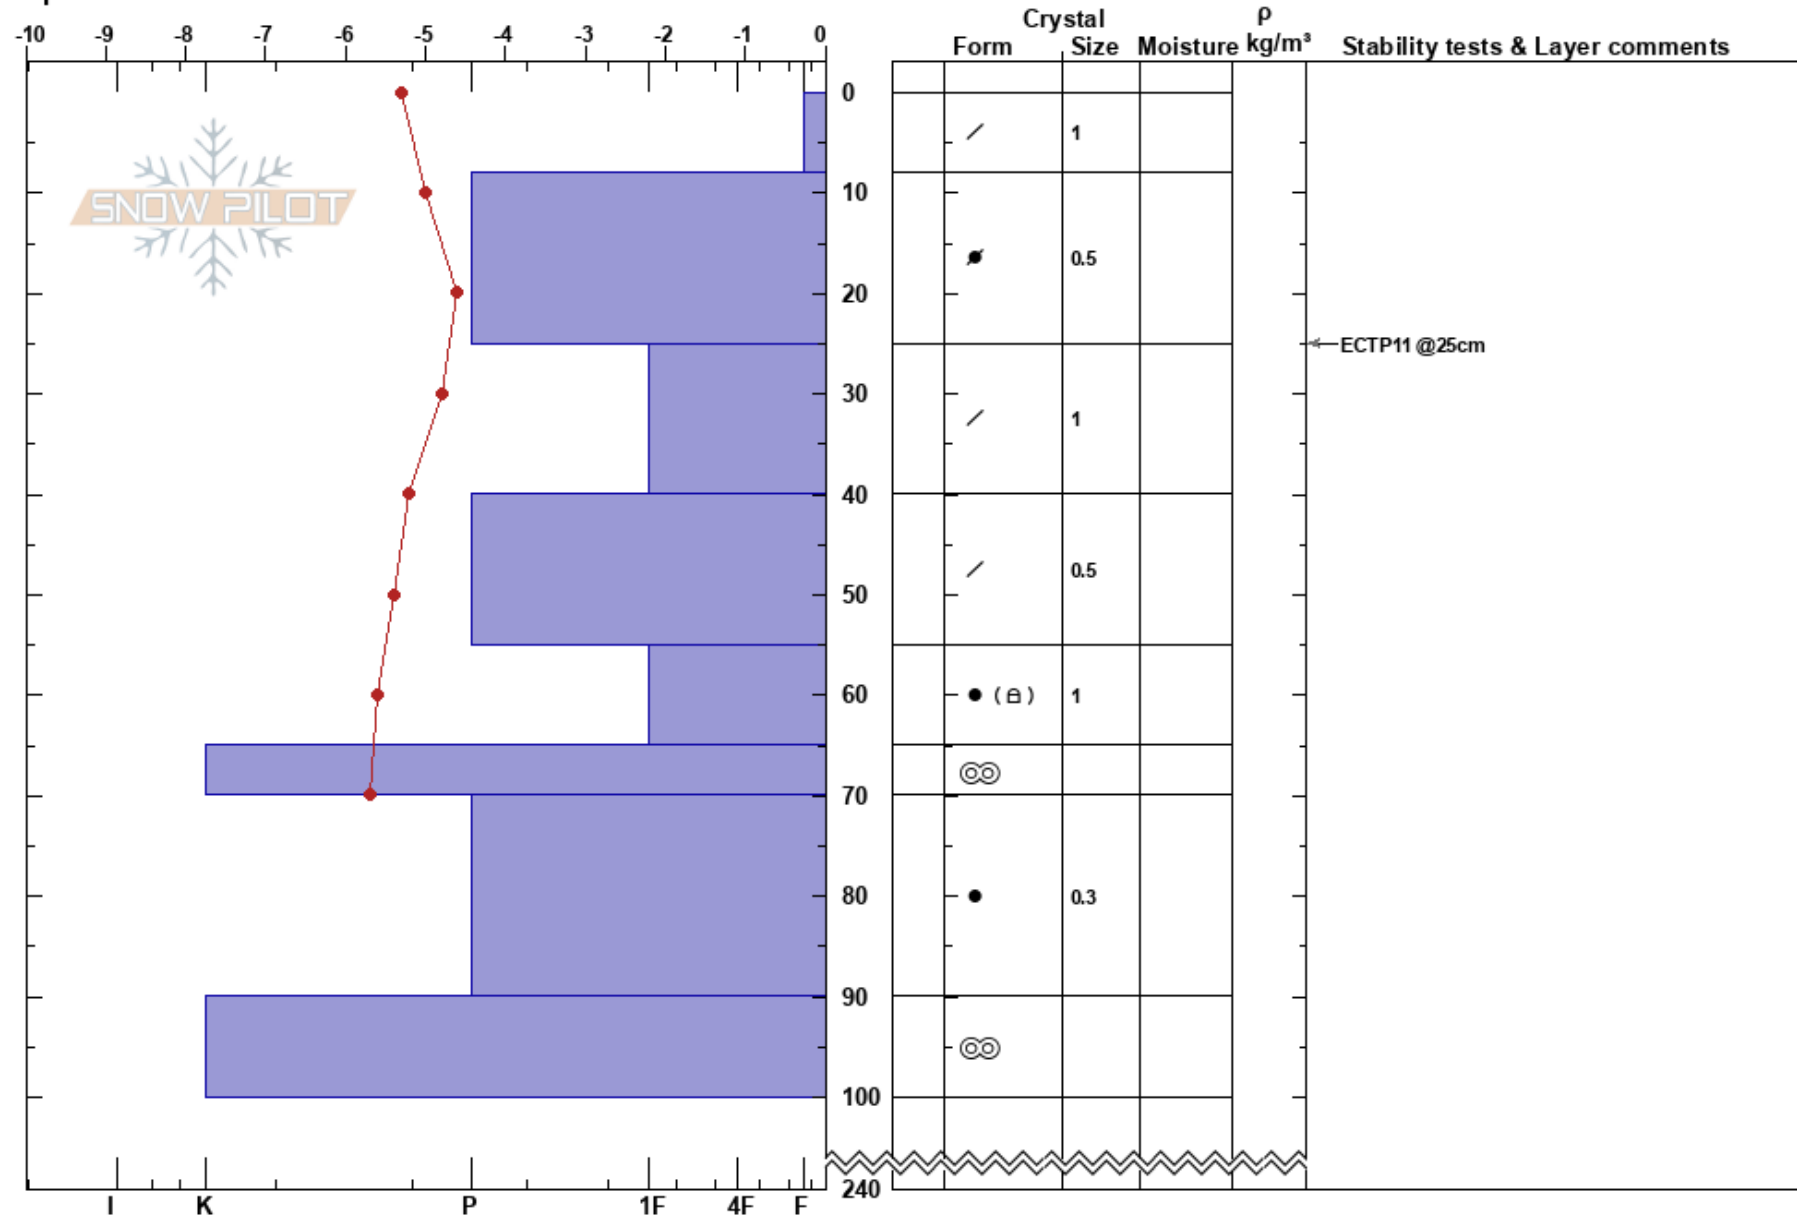 Crystal ρ
-10 -9 -8 -7 -6 -5 -4 -3 -2 -1 0 Form Size Moisture kg/m³ Stability tests & Layer comments
0
1
SNOW PILOT
10
0.5
20
ECTP11 @25cm
30
1
40
0.5
50
60 ( ) 1
70
80 0.3
90
100
240
I K P 1F 4F F